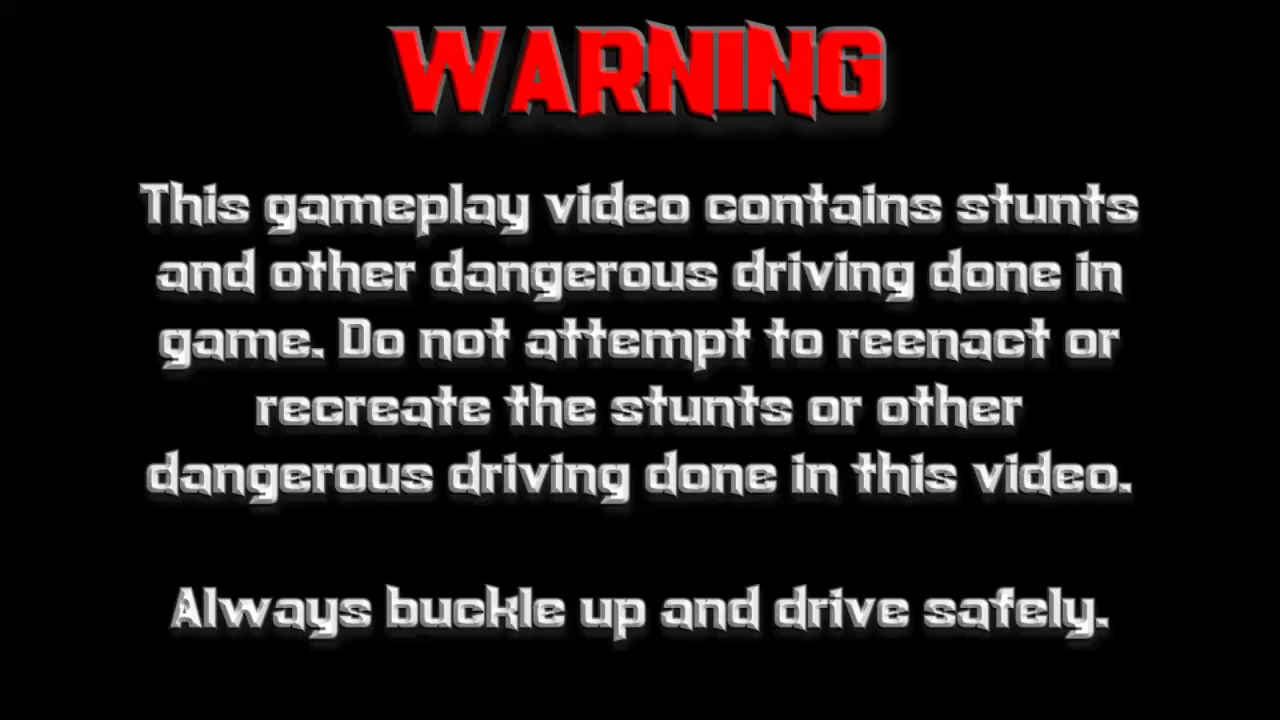 WARNING
This gameplay video contains stunts
and other dangerous driving done in
game. Do not attempt to reenact or
recreate the stunts or other
dangerous driving done in this video.
Always buckle up and drive safely.